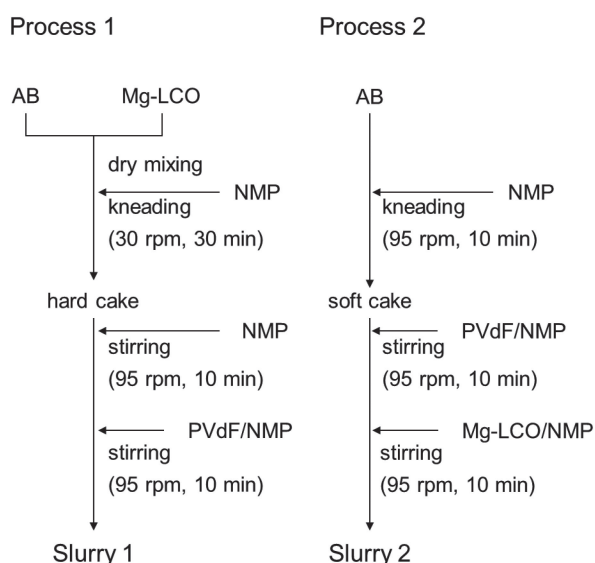 Process 1
AB
Mg-LCO
dry mixing
NMP
kneading
(30 rpm, 30 min)
hard cake
NMP
stirring
(95 rpm, 10 min)
PVdF/NMP
stirring
(95 rpm, 10 min)
Slurry 1
Process 2
AB
NMP
kneading
(95 rpm, 10 min)
soft cake
PVdF/NMP
stirring
(95 rpm, 10 min)
Mg-LCO/NMP
stirring
(95 rpm, 10 min)
Slurry 2